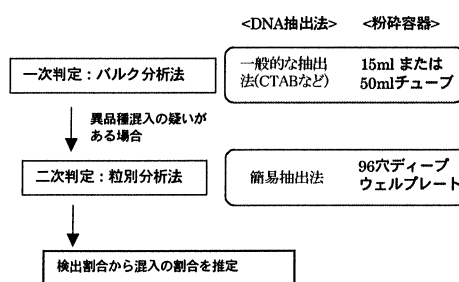 <DNA抽出法> <粉砕容器>
一次判定：バルク分析法
一般的な抽出
法(CTABなど)
15ml または
50mlチューブ
異品種混入の疑いが
ある場合
二次判定：粒別分析法
簡易抽出法
96穴ディープ
ウェルプレート
検出割合から混入の割合を推定